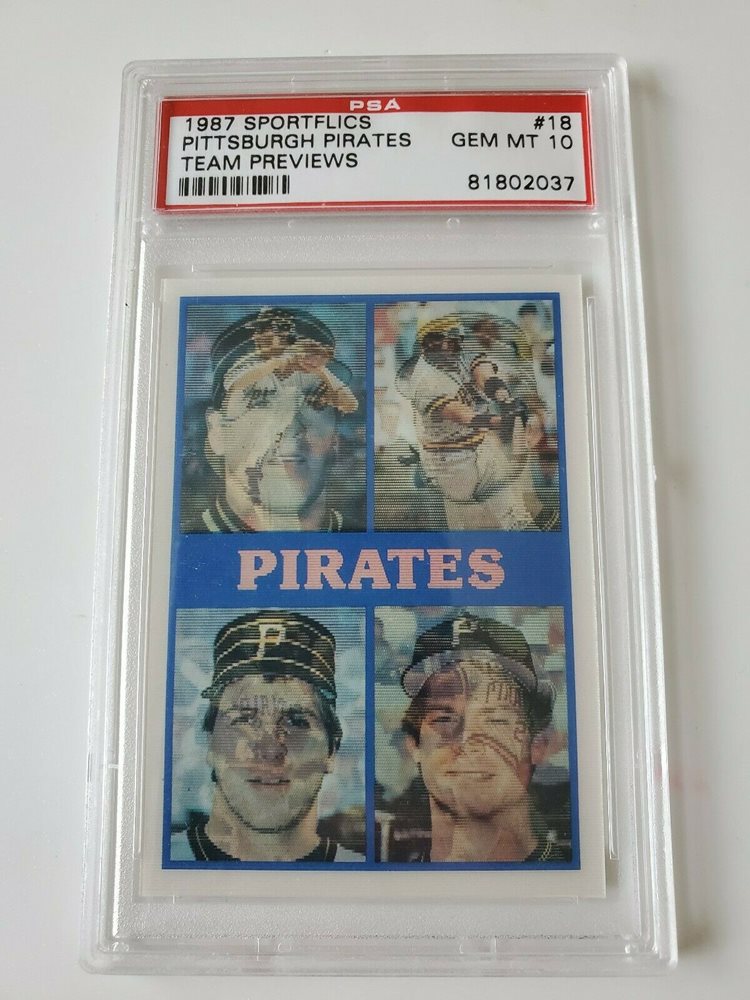 PSA
1987 SPORTFLICS #18
PITTSBURGH PIRATES GEM MT 10
TEAM PREVIEWS
81802037
PIRATES
P
P